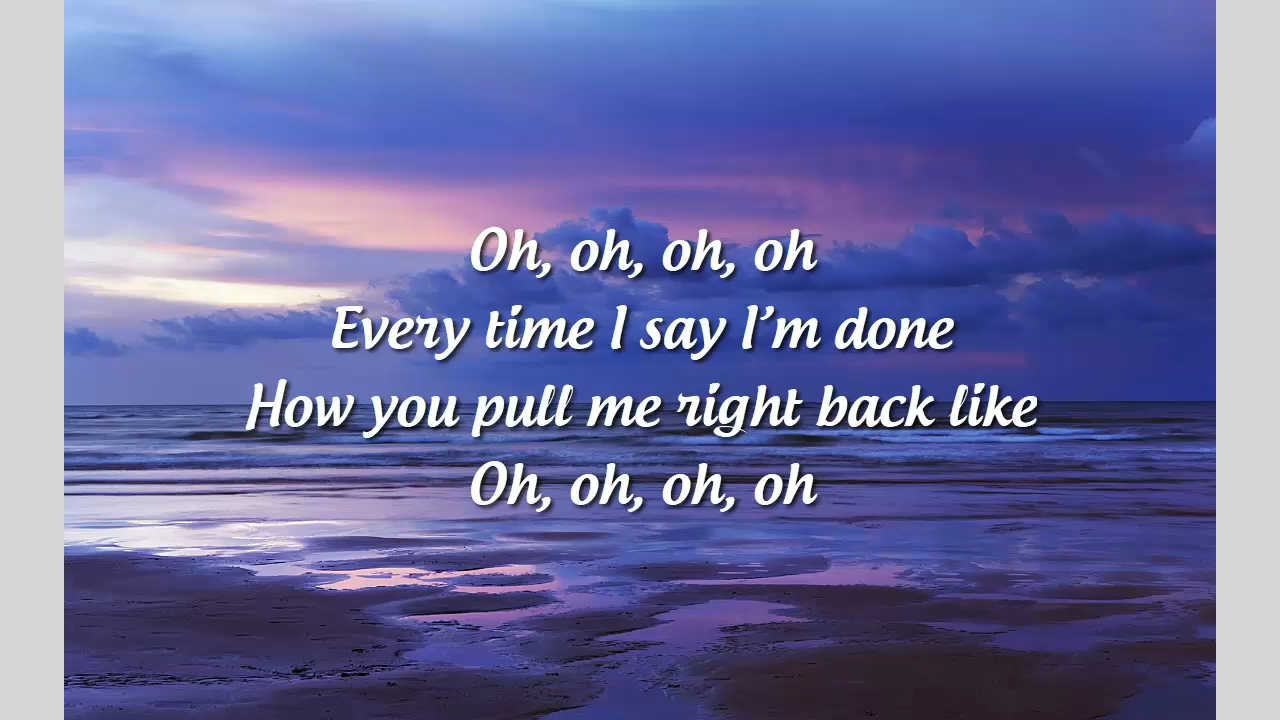 Oh, oh, oh, oh
Every time I say I’m done
How you pull me right back like
Oh, oh, oh, oh